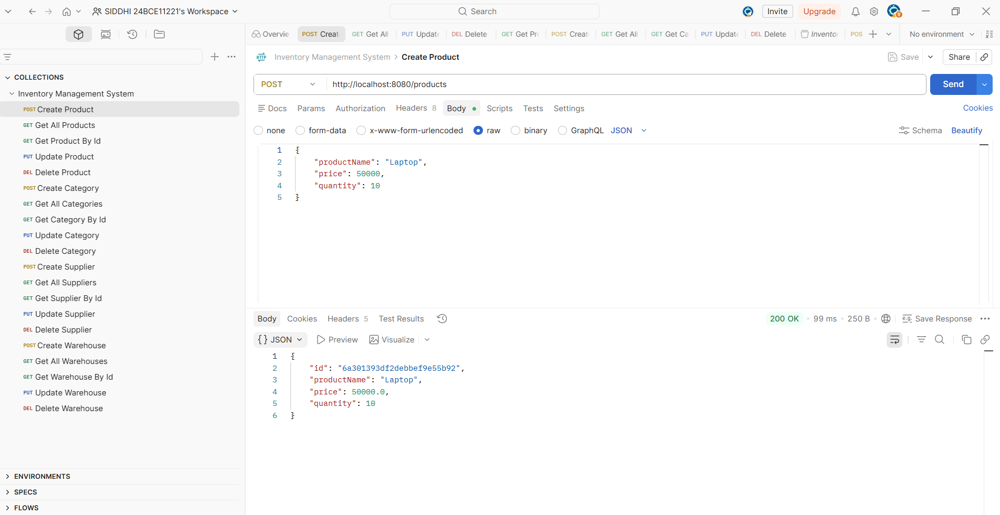 SIDDHI 24BCE11221's Workspace
Search
Invite
Upgrade
Overvie
POST Creat
GET Get All
PUT Update
DEL Delete
GET Get Pro
POST Creat
GET Get All
GET Get Ca
PUT Update
DEL Delete
Inventor
POS
No environment
COLLECTIONS
Inventory Management System
POST Create Product
GET Get All Products
GET Get Product By Id
PUT Update Product
DEL Delete Product
POST Create Category
GET Get All Categories
GET Get Category By Id
PUT Update Category
DEL Delete Category
POST Create Supplier
GET Get All Suppliers
GET Get Supplier By Id
PUT Update Supplier
DEL Delete Supplier
POST Create Warehouse
GET Get All Warehouses
GET Get Warehouse By Id
PUT Update Warehouse
DEL Delete Warehouse
ENVIRONMENTS
SPECS
FLOWS
HTTP Inventory Management System > Create Product
Save
Share
POST http://localhost:8080/products
Send
Docs Params Authorization Headers 8 Body Scripts Tests Settings
Cookies
none form-data x-www-form-urlencoded raw binary GraphQL JSON
Schema Beautify
1 {
2 "productName": "Laptop",
3 "price": 50000,
4 "quantity": 10
5 }
Body Cookies Headers 5 Test Results
200 OK • 99 ms • 250 B • e.g. Save Response
{} JSON Preview Visualize
1 {
2 "id": "6a301393df2debbef9e55b92",
3 "productName": "Laptop",
4 "price": 50000.0,
5 "quantity": 10
6 }